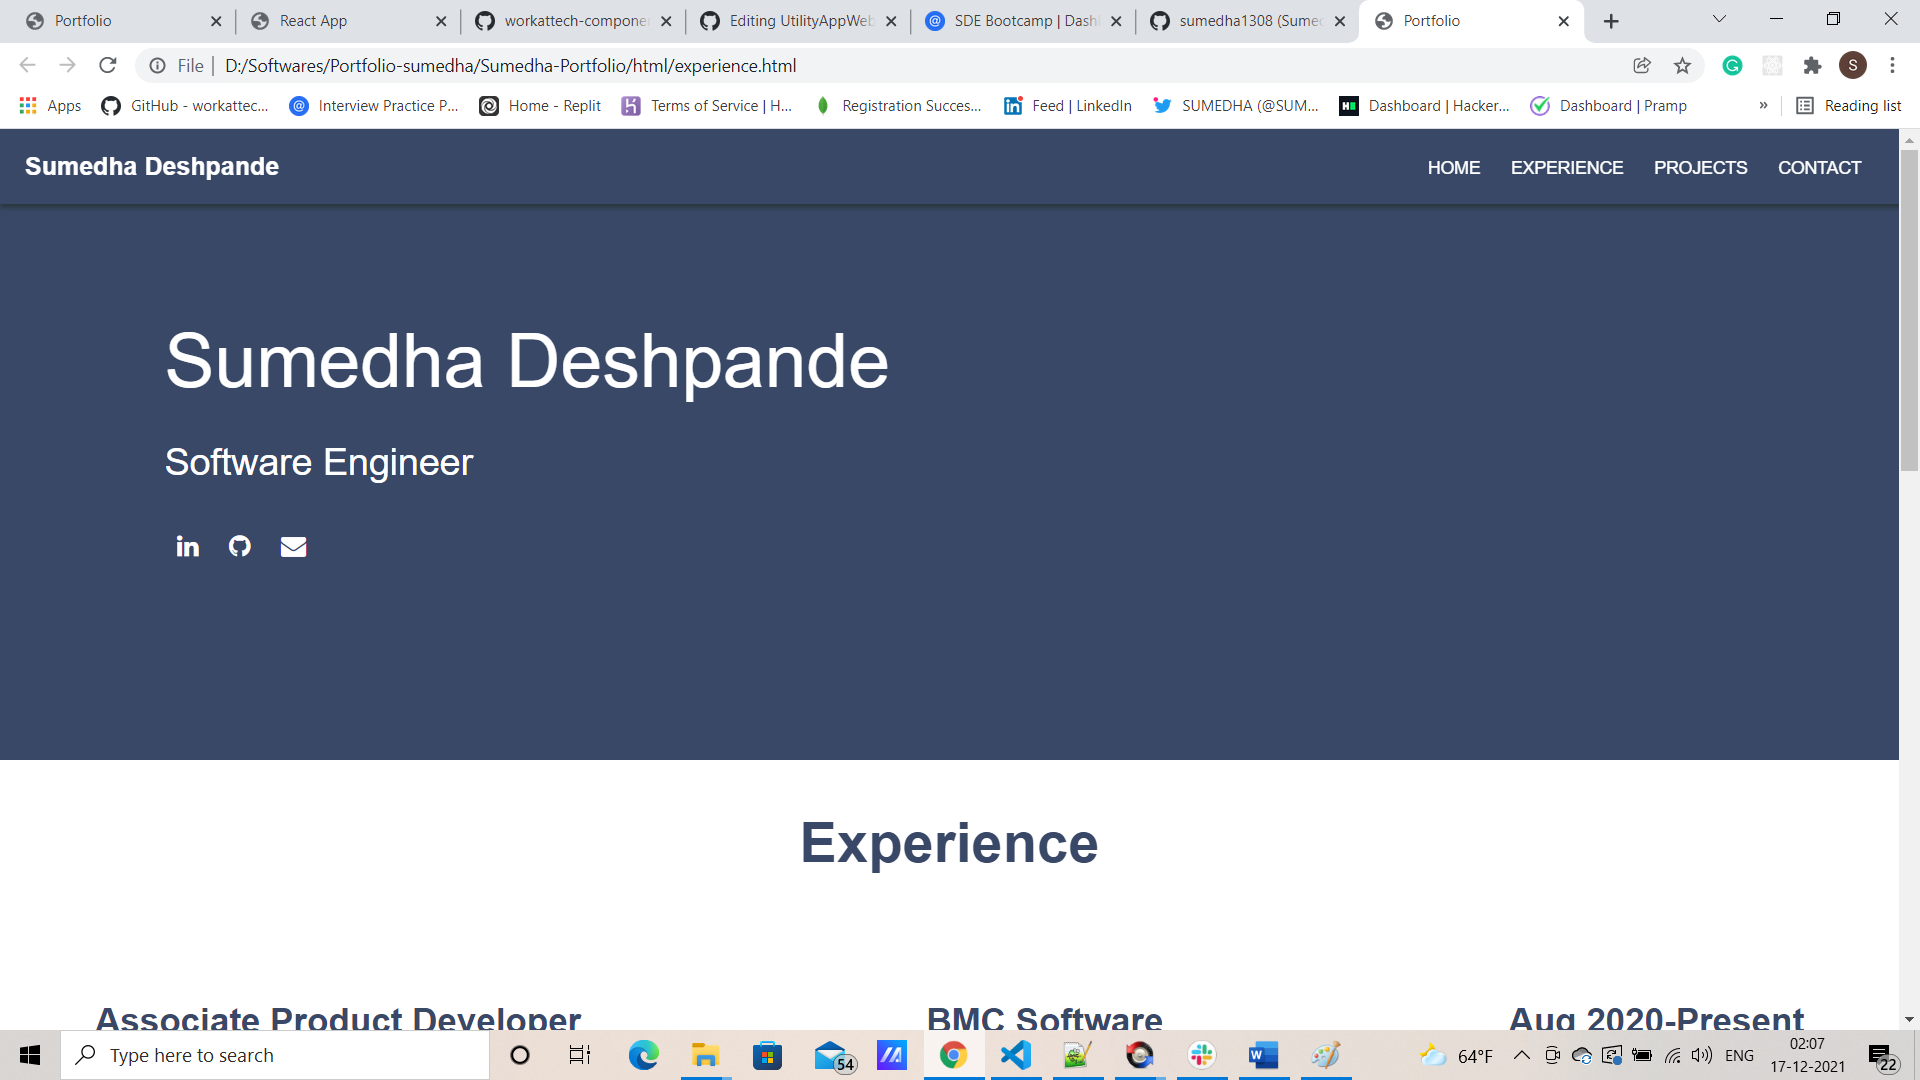 Portfolio
React App
workattech-compone
Editing UtilityAppWeb
SDE Bootcamp | Dash
sumedha1308 (Sumed
Portfolio
File | D:/Softwares/Portfolio-sumedha/Sumedha-Portfolio/html/experience.html
S
Apps
GitHub - workattec...
Interview Practice P...
Home - Replit
Terms of Service | H...
Registration Succes...
Feed | LinkedIn
SUMEDHA (@SUM...
Dashboard | Hacker...
Dashboard | Pramp
»
Reading list
Sumedha Deshpande
HOME
EXPERIENCE
PROJECTS
CONTACT
Sumedha Deshpande
Software Engineer
Experience
Associate Product Developer
BMC Software
Aug 2020-Present
Type here to search
54
64°F
ENG
02:07
17-12-2021
22